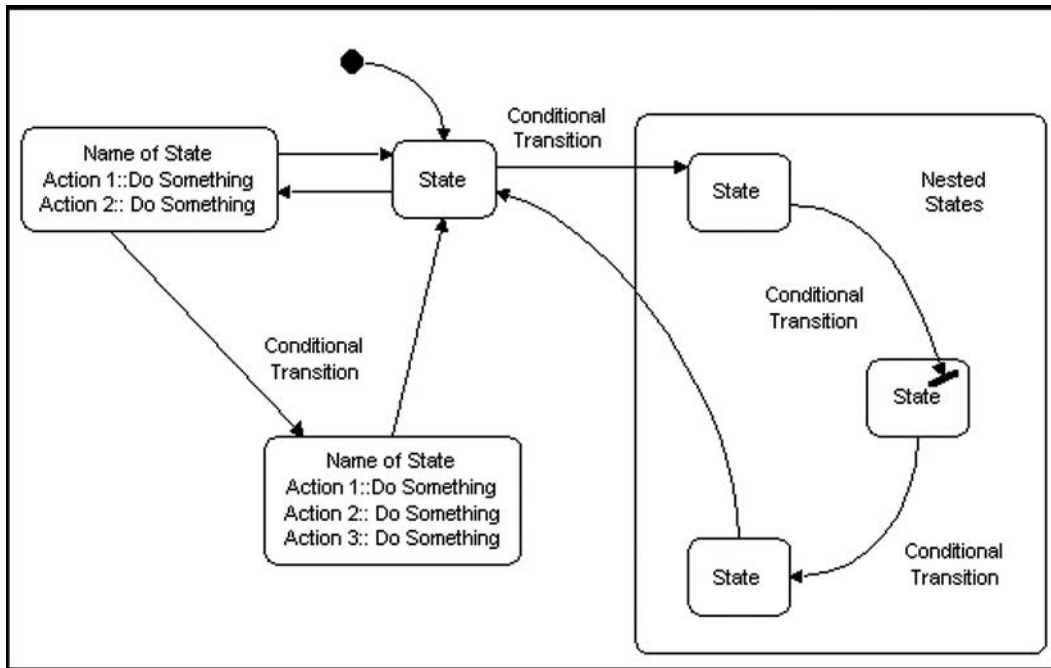 Conditional
Transition
Name of State
Action 1::Do Something
Action 2:: Do Something
State
State
Nested
States
Conditional
Transition
Conditional
Transition
State
Name of State
Action 1::Do Something
Action 2:: Do Something
Action 3:: Do Something
State
Conditional
Transition